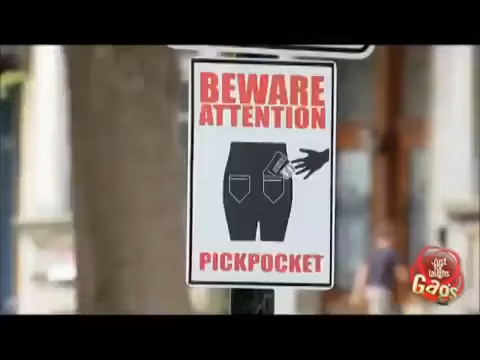 BEWARE
ATTENTION
PICKPOCKET
Just
for
laughs
Gags